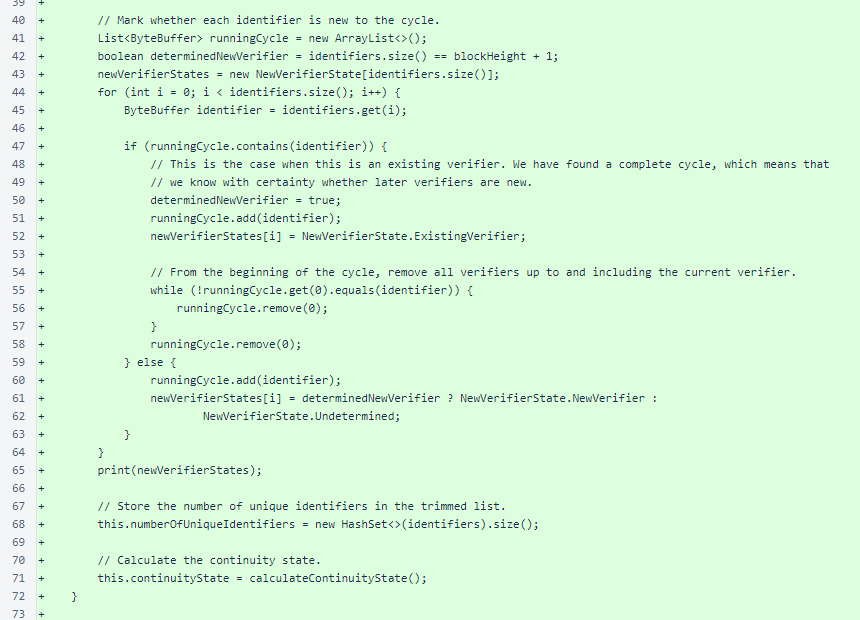 39 +
40 +         // Mark whether each identifier is new to the cycle.
41 +         List<ByteBuffer> runningCycle = new ArrayList<>();
42 +         boolean determinedNewVerifier = identifiers.size() == blockHeight + 1;
43 +         newVerifierStates = new NewVerifierState[identifiers.size()];
44 +         for (int i = 0; i < identifiers.size(); i++) {
45 +             ByteBuffer identifier = identifiers.get(i);
46 +
47 +             if (runningCycle.contains(identifier)) {
48 +                 // This is the case when this is an existing verifier. We have found a complete cycle, which means that
49 +                 // we know with certainty whether later verifiers are new.
50 +                 determinedNewVerifier = true;
51 +                 runningCycle.add(identifier);
52 +                 newVerifierStates[i] = NewVerifierState.ExistingVerifier;
53 +
54 +                 // From the beginning of the cycle, remove all verifiers up to and including the current verifier.
55 +                 while (!runningCycle.get(0).equals(identifier)) {
56 +                     runningCycle.remove(0);
57 +                 }
58 +                 runningCycle.remove(0);
59 +             } else {
60 +                 runningCycle.add(identifier);
61 +                 newVerifierStates[i] = determinedNewVerifier ? NewVerifierState.NewVerifier :
62 +                         NewVerifierState.Undetermined;
63 +             }
64 +         }
65 +         print(newVerifierStates);
66 +
67 +         // Store the number of unique identifiers in the trimmed list.
68 +         this.numberOfUniqueIdentifiers = new HashSet<>(identifiers).size();
69 +
70 +         // Calculate the continuity state.
71 +         this.continuityState = calculateContinuityState();
72 +     }
73 +